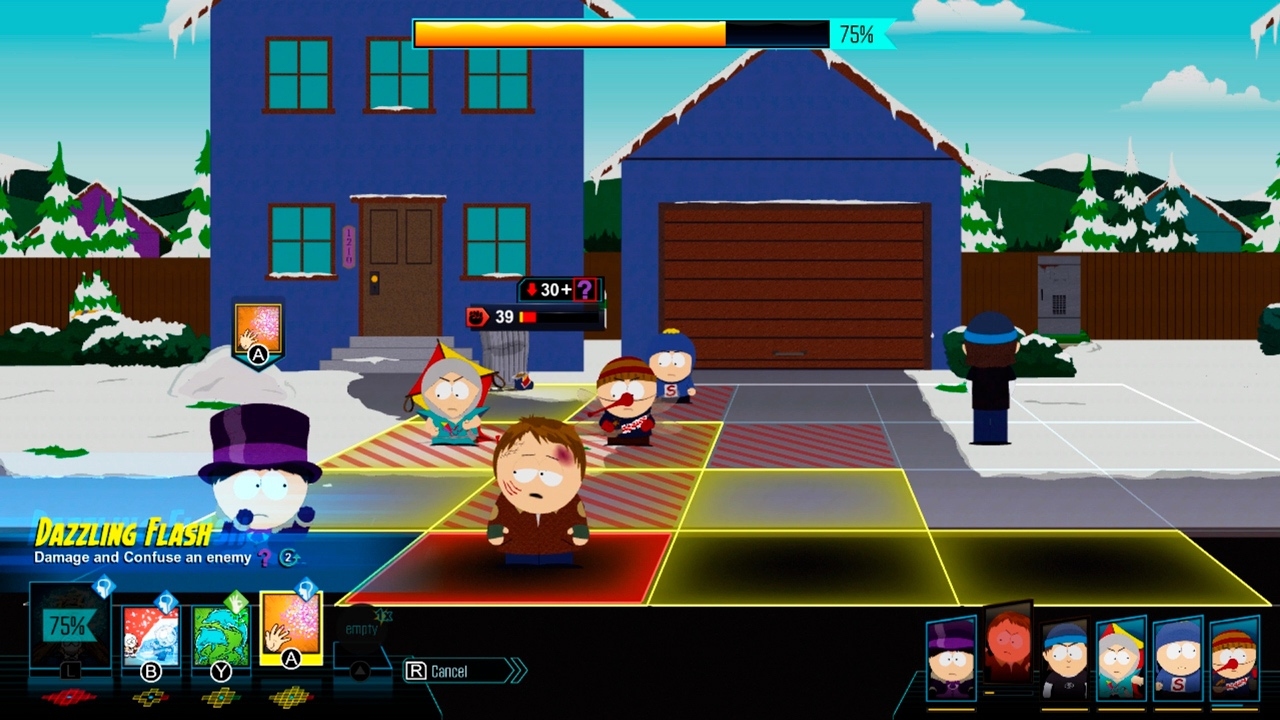 75%
1210
A
30+?
39
S
DAZZLING FLASH
Damage and Confuse an enemy ? 2
75%
empty
L
B
Y
A
R Cancel
S